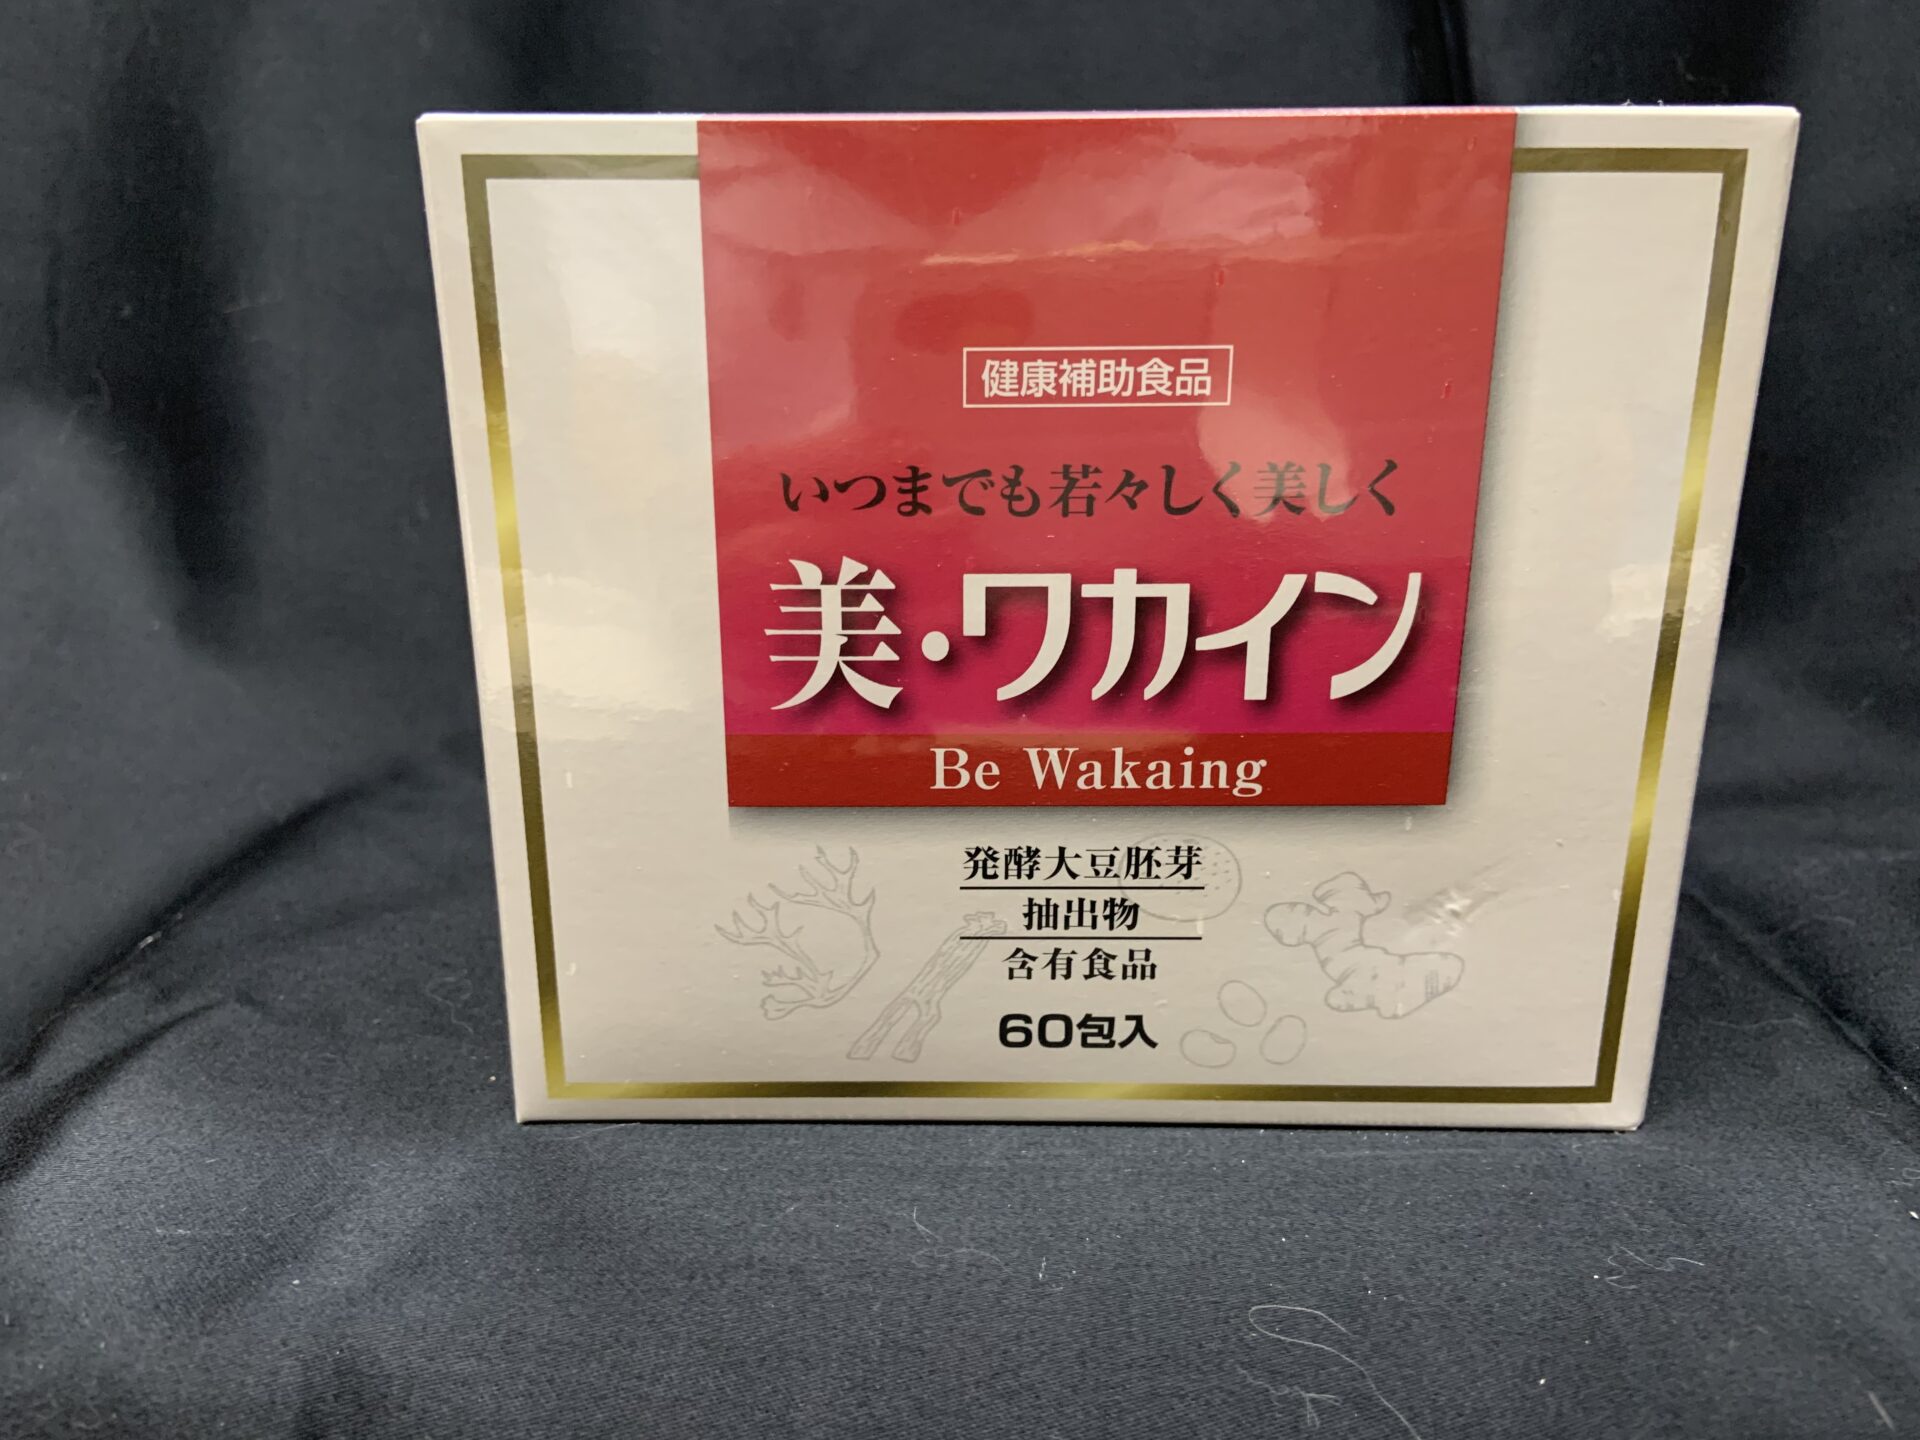 健康補助食品
いつまでも若々しく美しく
美・ワカイン
Be Wakaing
発酵大豆胚芽
抽出物
含有食品
60包入